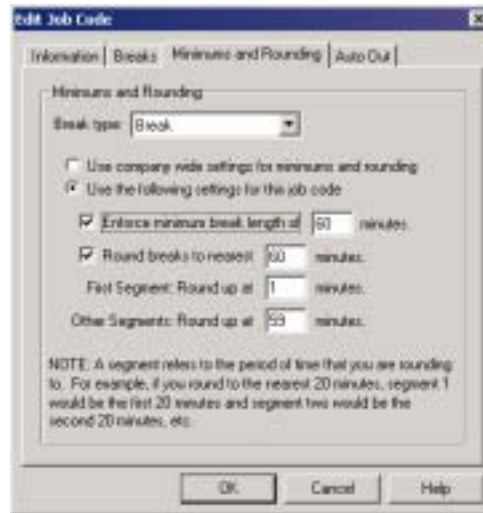 Edit Job Code
Information Breaks Minimums and Rounding Auto Out
Minimums and Rounding
Break type: Break
Use company wide settings for minimums and rounding
Use the following settings for this job code
Enforce minimum break length of 60 minutes.
Round breaks to nearest 60 minutes.
First Segment: Round up at 1 minutes.
Other Segments: Round up at 59 minutes.
NOTE: A segment refers to the period of time that you are rounding
to. For example, if you round to the nearest 20 minutes, segment 1
would be the first 20 minutes and segment two would be the
second 20 minutes, etc.
OK Cancel Help